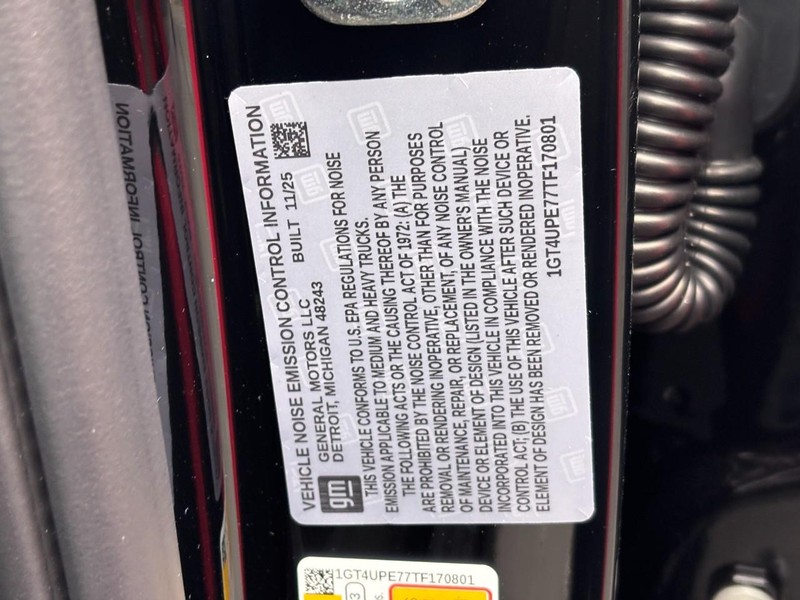 VEHICLE NOISE EMISSION CONTROL INFORMATION
GENERAL MOTORS LLC BUILT 11/25
DETROIT, MICHIGAN 48243
gm
THIS VEHICLE CONFORMS TO U.S. EPA REGULATIONS FOR NOISE
EMISSION APPLICABLE TO MEDIUM AND HEAVY TRUCKS.
THE FOLLOWING ACTS OR THE CAUSING THEREOF BY ANY PERSON
ARE PROHIBITED BY THE NOISE CONTROL ACT OF 1972: (A) THE
REMOVAL OR RENDERING INOPERATIVE, OTHER THAN FOR PURPOSES
OF MAINTENANCE, REPAIR, OR REPLACEMENT, OF ANY NOISE CONTROL
DEVICE OR ELEMENT OF DESIGN (LISTED IN THE OWNER'S MANUAL)
INCORPORATED INTO THIS VEHICLE IN COMPLIANCE WITH THE NOISE
CONTROL ACT; (B) THE USE OF THIS VEHICLE AFTER SUCH DEVICE OR
ELEMENT OF DESIGN HAS BEEN REMOVED OR RENDERED INOPERATIVE.
1GT4UPE77TF170801
1GT4UPE77TF170801
3
CONTROL INFORMATION